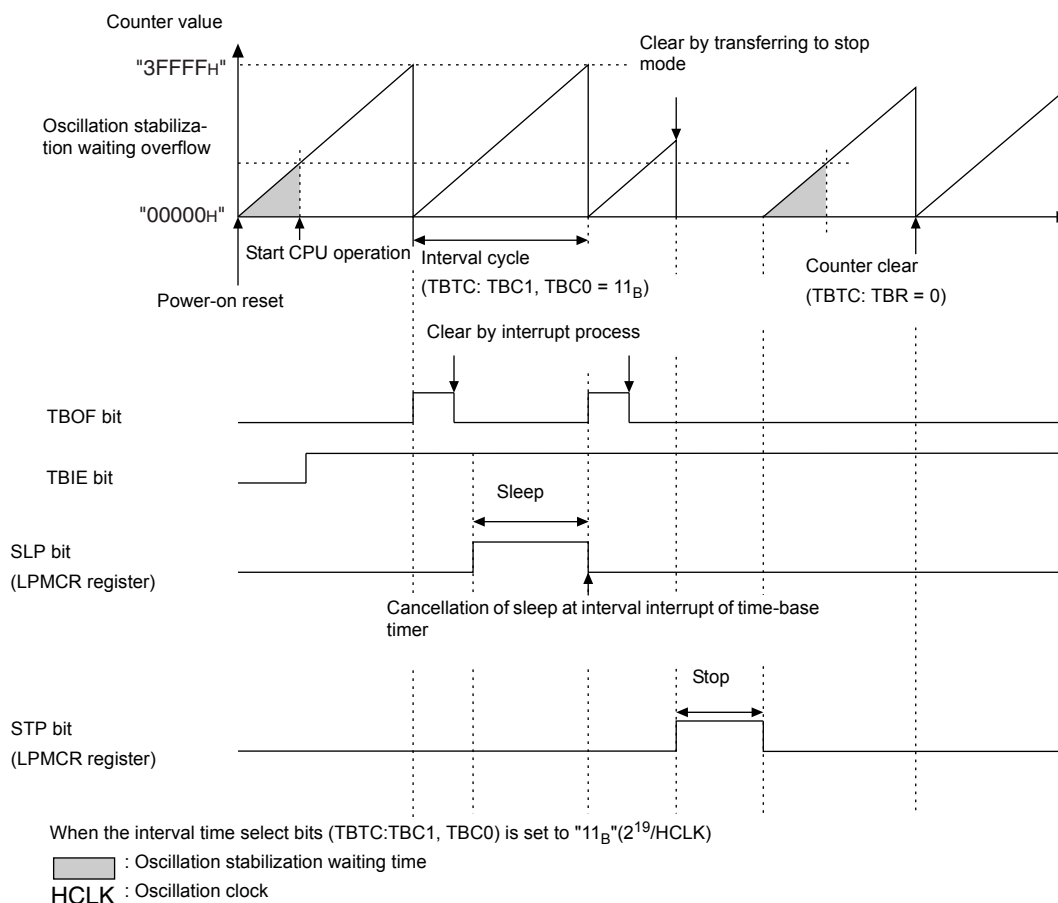 Counter value
Clear by transferring to stop
mode
"3FFFFH"
Oscillation stabiliza-
tion waiting overflow
"00000H"
Start CPU operation
Interval cycle
(TBTC: TBC1, TBC0 = 11B)
Counter clear
(TBTC: TBR = 0)
Power-on reset
Clear by interrupt process
TBOF bit
TBIE bit
Sleep
SLP bit
(LPMCR register)
Cancellation of sleep at interval interrupt of time-base
timer
Stop
STP bit
(LPMCR register)
When the interval time select bits (TBTC:TBC1, TBC0) is set to "11B"(2^19/HCLK)
: Oscillation stabilization waiting time
HCLK : Oscillation clock